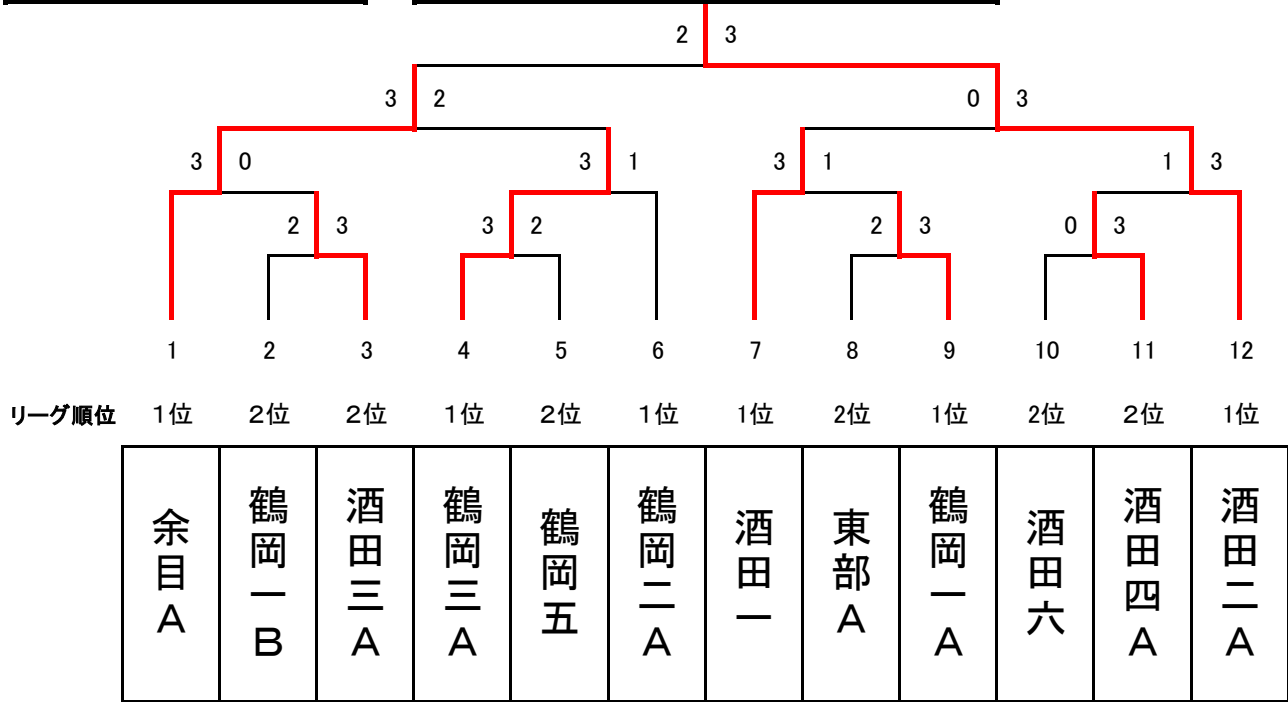 2 3
3 2 0 3
3 0 3 1 3 1 1 3
2 3 3 2 2 3 0 3
1 2 3 4 5 6 7 8 9 10 11 12
リーグ順位 １位 ２位 ２位 １位 ２位 １位 1位 2位 1位 2位 ２位 1位
余目Ａ
鶴岡一Ｂ
酒田三Ａ
鶴岡三Ａ
鶴岡五
鶴岡二Ａ
酒田一
東部Ａ
鶴岡一Ａ
酒田六
酒田四Ａ
酒田二Ａ